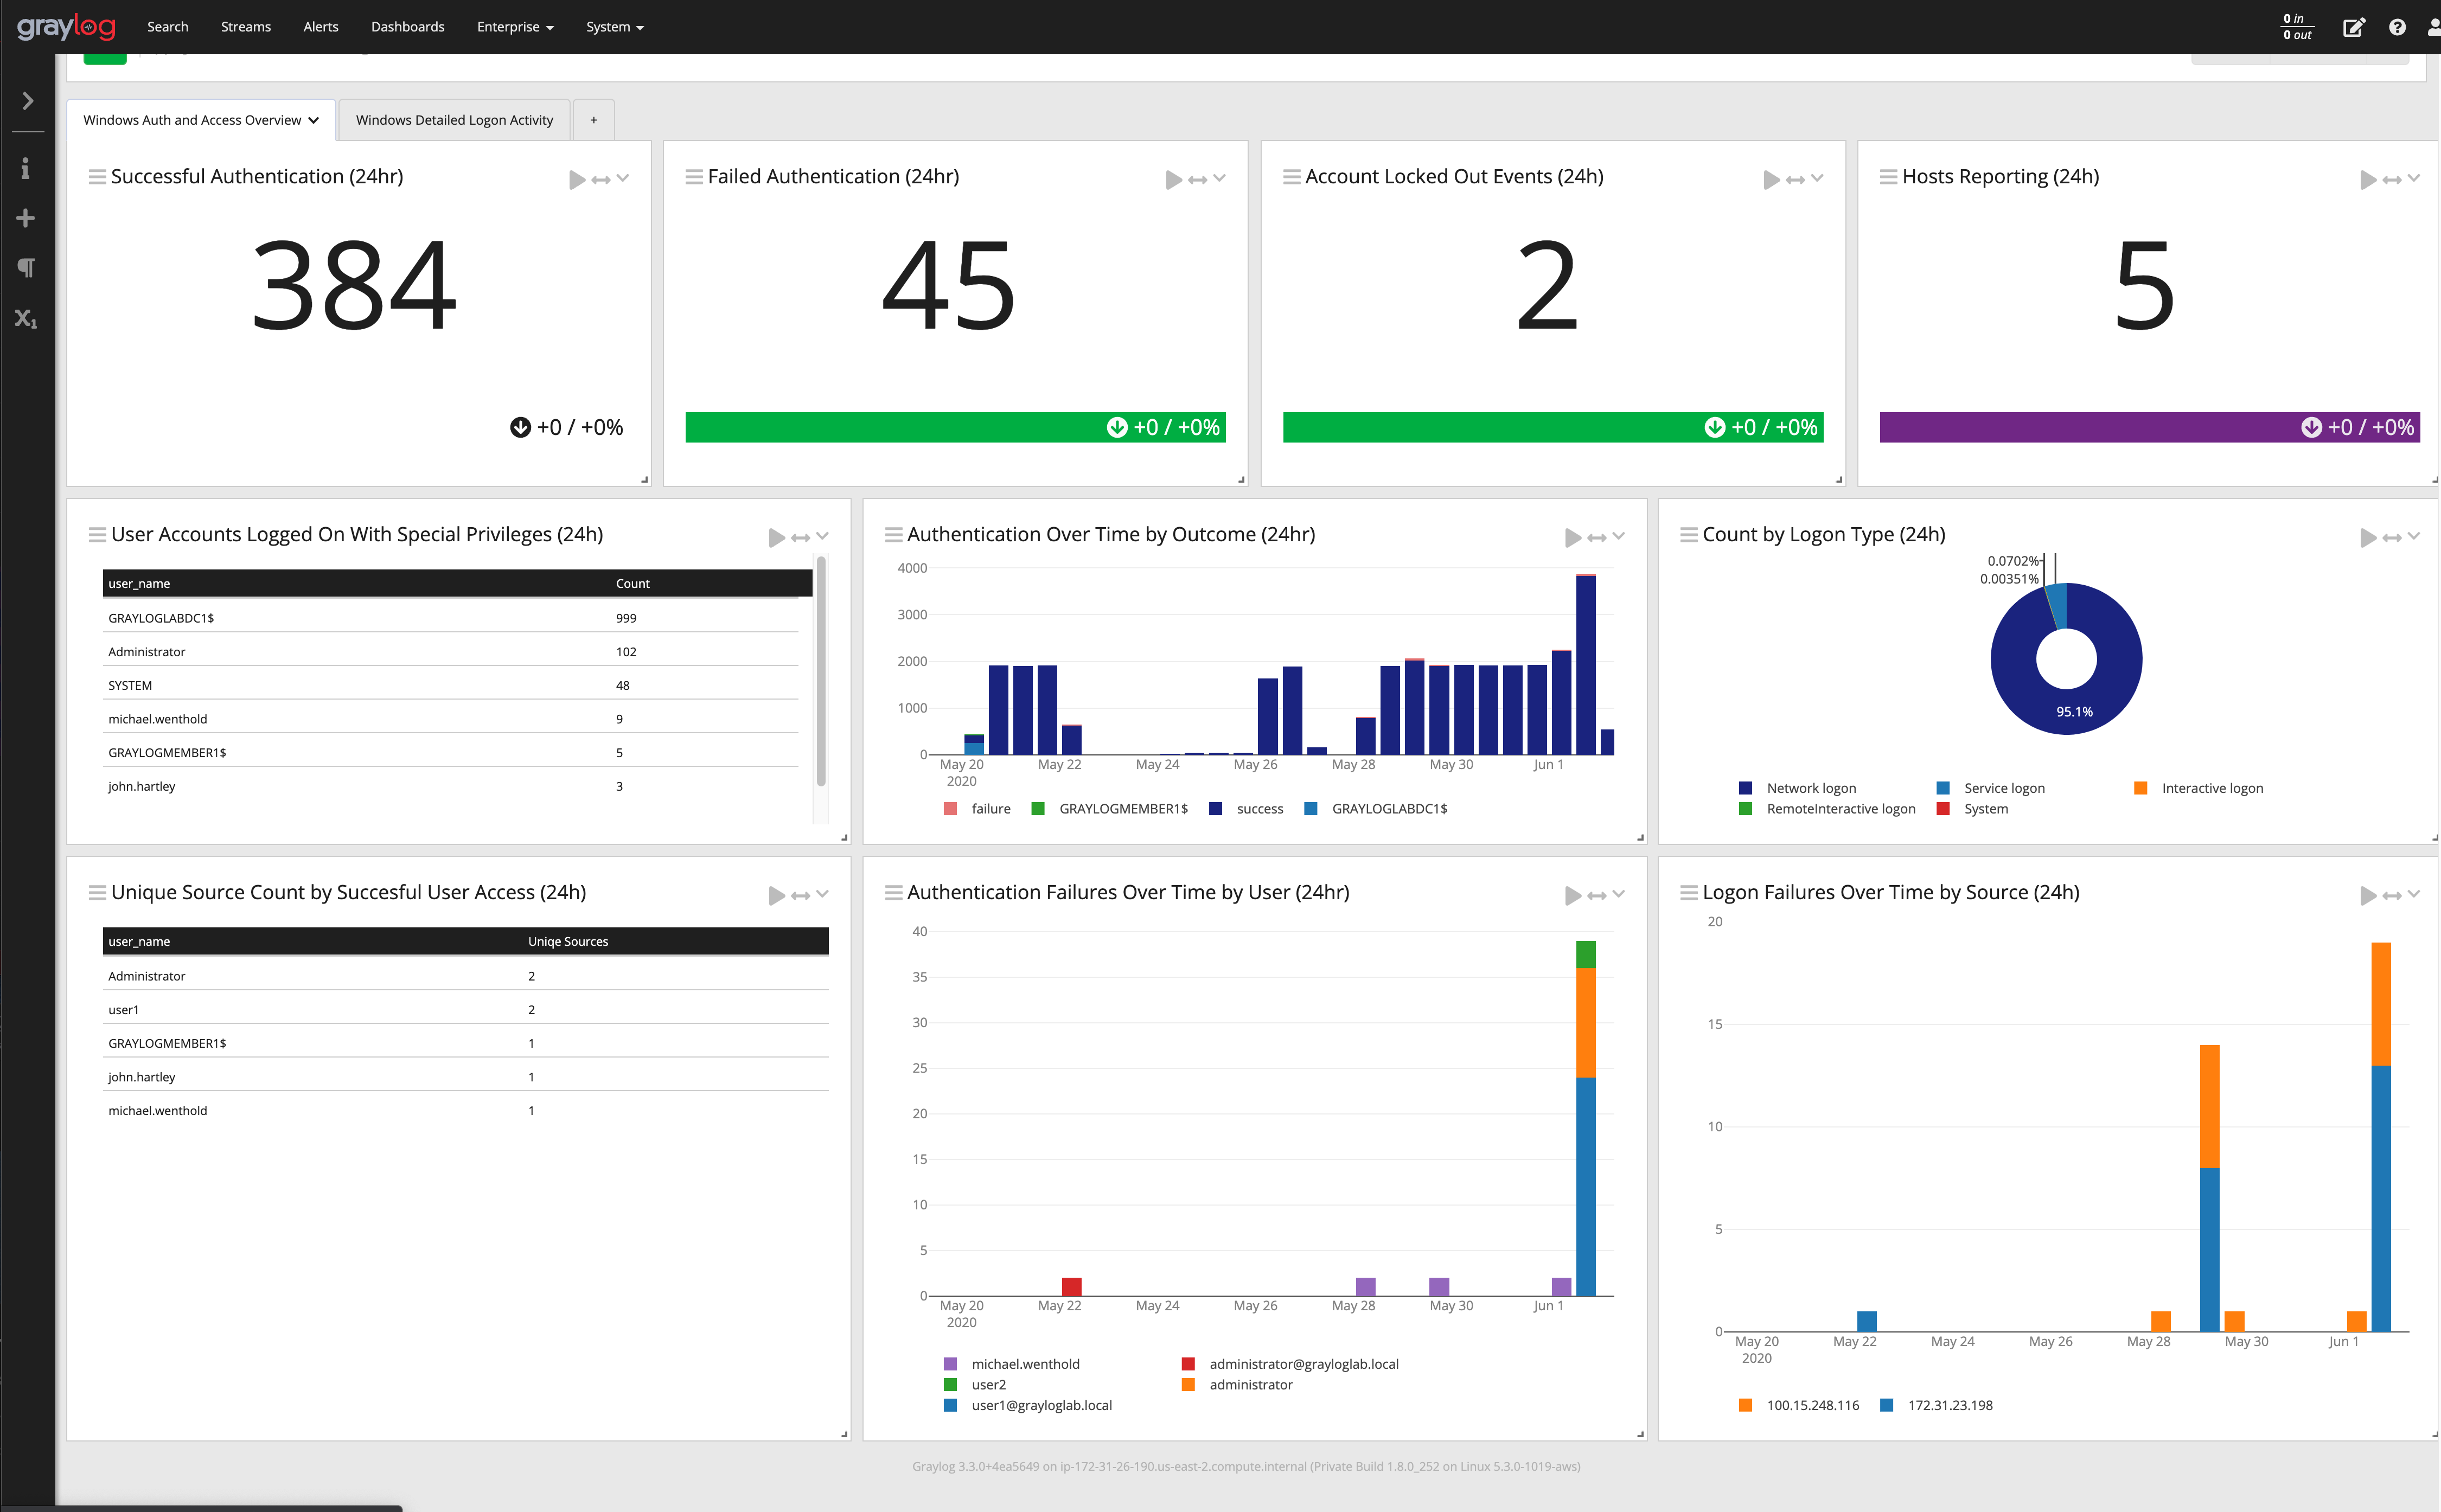 graylog Search Streams Alerts Dashboards Enterprise System 0 in
0 out
Windows Auth and Access Overview Windows Detailed Logon Activity +
Successful Authentication (24hr)
384
+0 / +0%
Failed Authentication (24hr)
45
+0 / +0%
Account Locked Out Events (24h)
2
+0 / +0%
Hosts Reporting (24h)
5
+0 / +0%
User Accounts Logged On With Special Privileges (24h)
user_name Count
GRAYLOGLABDC1$ 999
Administrator 102
SYSTEM 48
michael.wenthold 9
GRAYLOGMEMBER1$ 5
john.hartley 3
Authentication Over Time by Outcome (24hr)
4000
3000
2000
1000
0
May 20 May 22 May 24 May 26 May 28 May 30 Jun 1
2020
failure GRAYLOGMEMBER1$ success GRAYLOGLABDC1$
Count by Logon Type (24h)
0.0702%
0.00351%
95.1%
Network logon Service logon Interactive logon
RemoteInteractive logon System
Unique Source Count by Succesful User Access (24h)
user_name Uniqe Sources
Administrator 2
user1 2
GRAYLOGMEMBER1$ 1
john.hartley 1
michael.wenthold 1
Authentication Failures Over Time by User (24hr)
40
35
30
25
20
15
10
5
0
May 20 May 22 May 24 May 26 May 28 May 30 Jun 1
2020
michael.wenthold administrator@grayloglab.local
user2 administrator
user1@grayloglab.local
Logon Failures Over Time by Source (24h)
20
15
10
5
0
May 20 May 22 May 24 May 26 May 28 May 30 Jun 1
2020
100.15.248.116 172.31.23.198
Graylog 3.3.0+4ea5649 on ip-172-31-26-190.us-east-2.compute.internal (Private Build 1.8.0_252 on Linux 5.3.0-1019-aws)